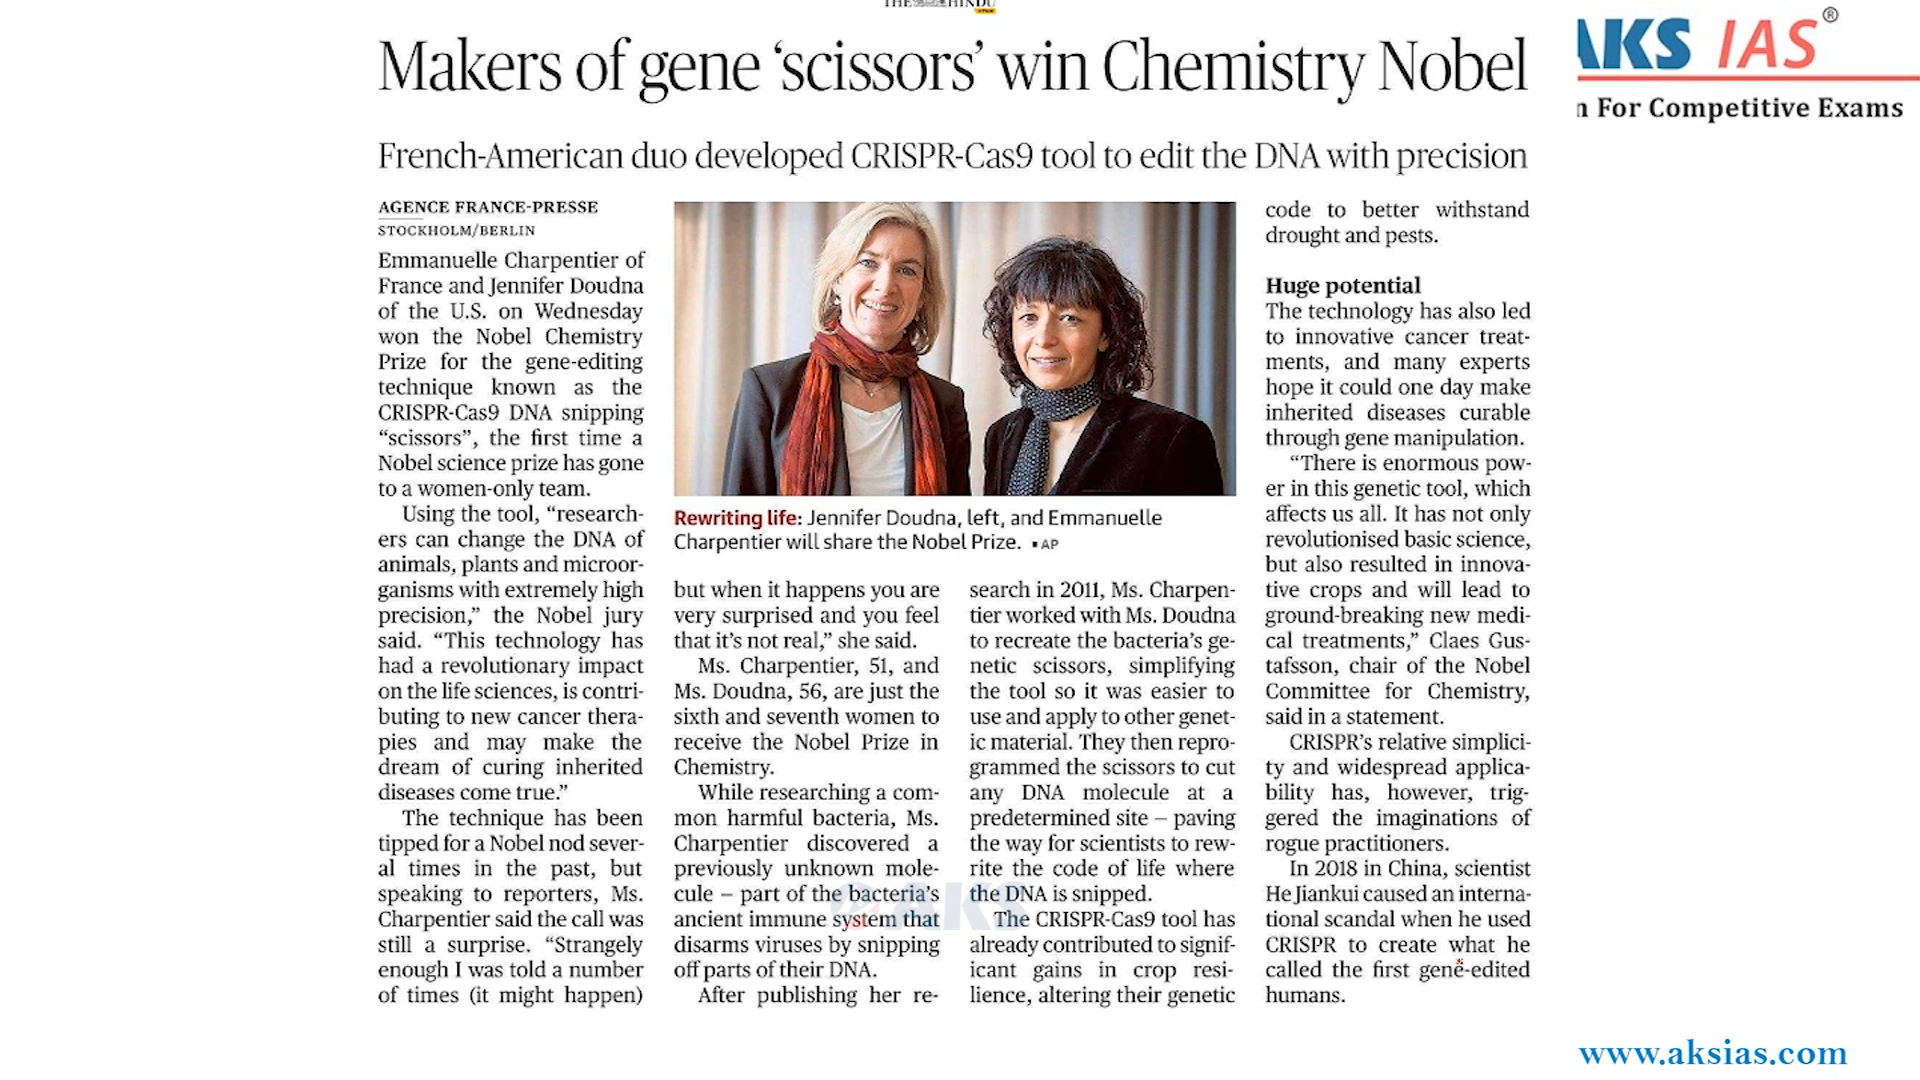 THE HINDU
Makers of gene ‘scissors’ win Chemistry Nobel
French-American duo developed CRISPR-Cas9 tool to edit the DNA with precision
AGENCE FRANCE-PRESSE
STOCKHOLM/BERLIN
Emmanuelle Charpentier of
France and Jennifer Doudna
of the U.S. on Wednesday
won the Nobel Chemistry
Prize for the gene-editing
technique known as the
CRISPR-Cas9 DNA snipping
“scissors”, the first time a
Nobel science prize has gone
to a women-only team.
Using the tool, “research-
ers can change the DNA of
animals, plants and microor-
ganisms with extremely high
precision,” the Nobel jury
said. “This technology has
had a revolutionary impact
on the life sciences, is contri-
buting to new cancer thera-
pies and may make the
dream of curing inherited
diseases come true.”
The technique has been
tipped for a Nobel nod sever-
al times in the past, but
speaking to reporters, Ms.
Charpentier said the call was
still a surprise. “Strangely
enough I was told a number
of times (it might happen)
Rewriting life: Jennifer Doudna, left, and Emmanuelle
Charpentier will share the Nobel Prize. ▪ AP
but when it happens you are
very surprised and you feel
that it’s not real,” she said.
Ms. Charpentier, 51, and
Ms. Doudna, 56, are just the
sixth and seventh women to
receive the Nobel Prize in
Chemistry.
While researching a com-
mon harmful bacteria, Ms.
Charpentier discovered a
previously unknown mole-
cule – part of the bacteria’s
ancient immune system that
disarms viruses by snipping
off parts of their DNA.
After publishing her re-
search in 2011, Ms. Charpen-
tier worked with Ms. Doudna
to recreate the bacteria’s ge-
netic scissors, simplifying
the tool so it was easier to
use and apply to other genet-
ic material. They then repro-
grammed the scissors to cut
any DNA molecule at a
predetermined site – paving
the way for scientists to rew-
rite the code of life where
the DNA is snipped.
The CRISPR-Cas9 tool has
already contributed to signif-
icant gains in crop resi-
lience, altering their genetic
code to better withstand
drought and pests.
Huge potential
The technology has also led
to innovative cancer treat-
ments, and many experts
hope it could one day make
inherited diseases curable
through gene manipulation.
“There is enormous pow-
er in this genetic tool, which
affects us all. It has not only
revolutionised basic science,
but also resulted in innova-
tive crops and will lead to
ground-breaking new medi-
cal treatments,” Claes Gus-
tafsson, chair of the Nobel
Committee for Chemistry,
said in a statement.
CRISPR’s relative simplici-
ty and widespread applica-
bility has, however, trig-
gered the imaginations of
rogue practitioners.
In 2018 in China, scientist
He Jiankui caused an interna-
tional scandal when he used
CRISPR to create what he
called the first gene-edited
humans.
AKS
AKS IAS®
n For Competitive Exams
www.aksias.com